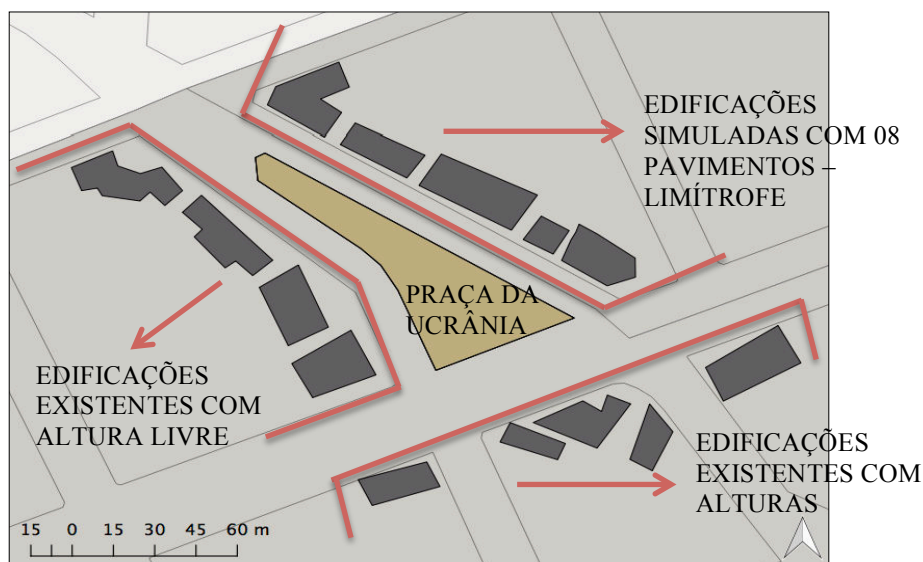 EDIFICAÇÕES
SIMULADAS COM 08
PAVIMENTOS –
LIMÍTROFE
PRAÇA DA
UCRÂNIA
EDIFICAÇÕES
EXISTENTES COM
ALTURA LIVRE
EDIFICAÇÕES
EXISTENTES COM
ALTURAS
15 0 15 30 45 60 m